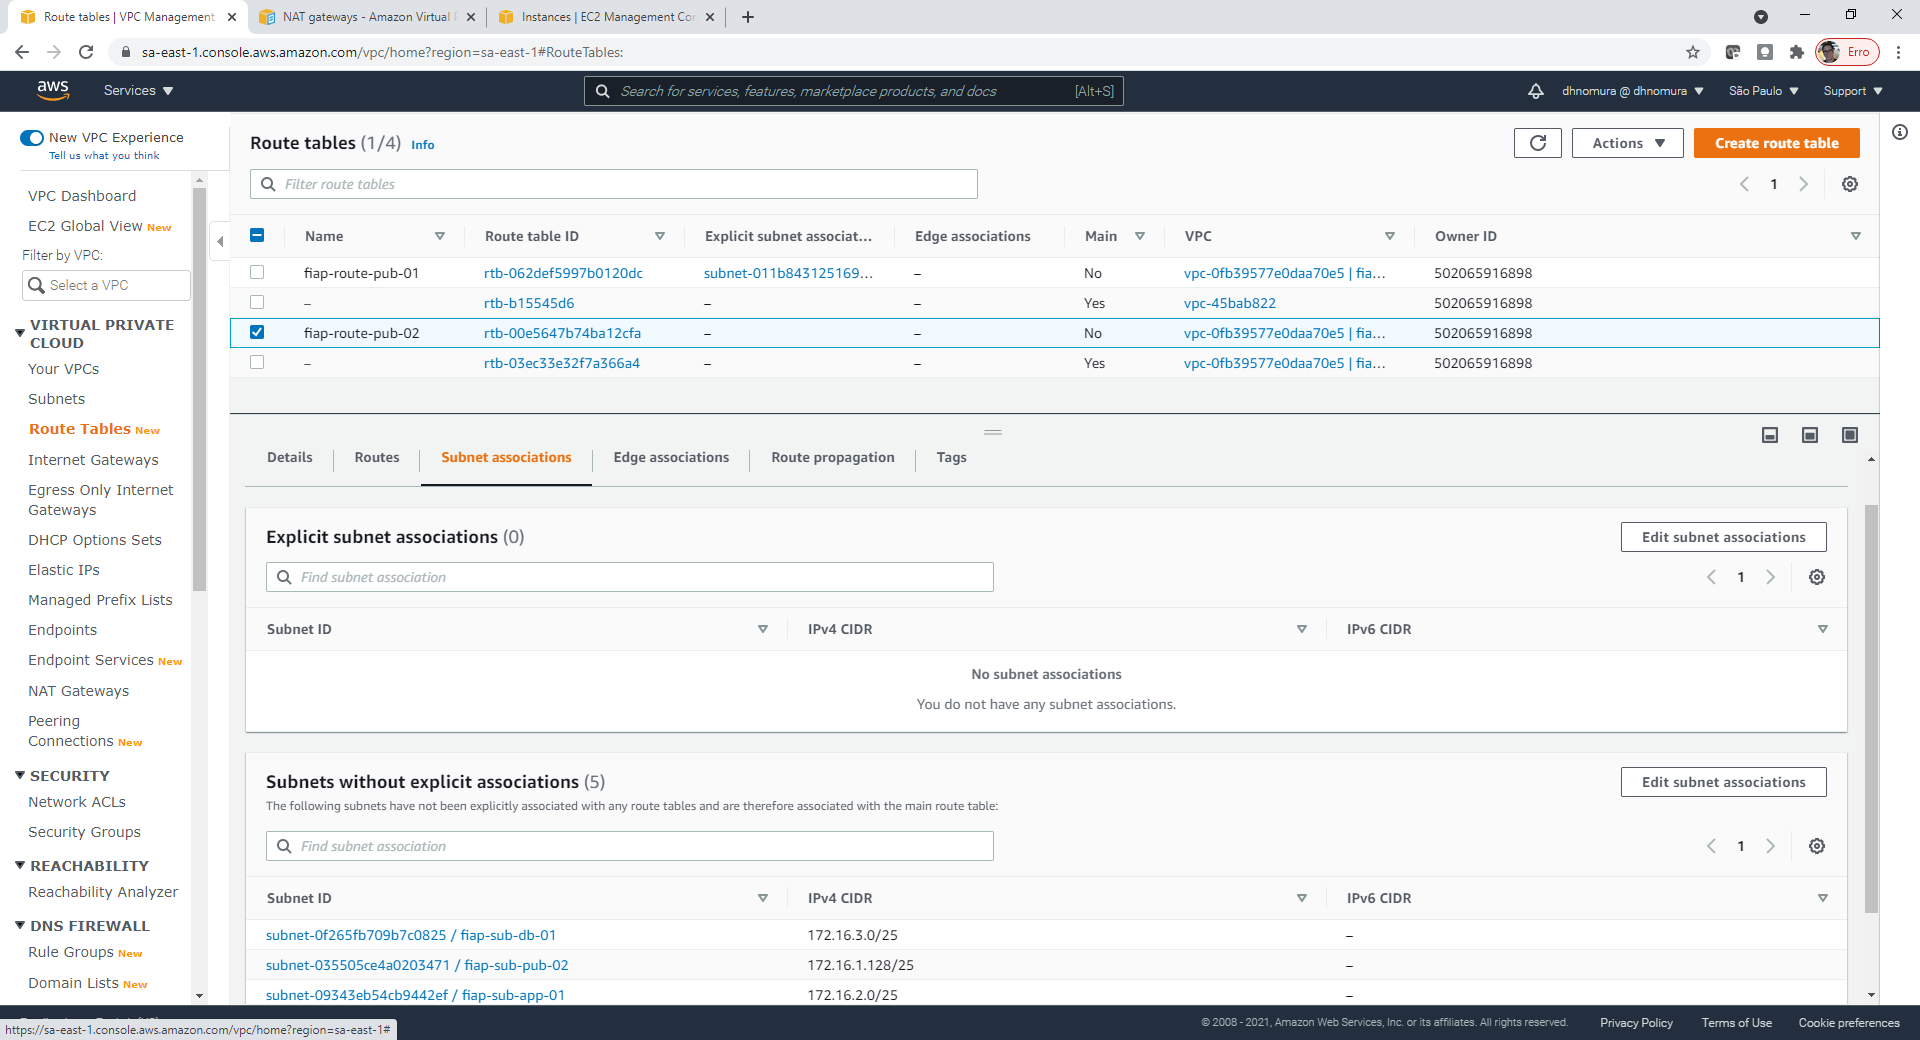 Route tables | VPC Management
NAT gateways - Amazon Virtual P
Instances | EC2 Management Con
sa-east-1.console.aws.amazon.com/vpc/home?region=sa-east-1#RouteTables:
Erro
aws
Services
Search for services, features, marketplace products, and docs
[Alt+S]
dhnomura @ dhnomura
São Paulo
Support
New VPC Experience
Tell us what you think
VPC Dashboard
EC2 Global View New
Filter by VPC:
Select a VPC
VIRTUAL PRIVATE
CLOUD
Your VPCs
Subnets
Route Tables New
Internet Gateways
Egress Only Internet
Gateways
DHCP Options Sets
Elastic IPs
Managed Prefix Lists
Endpoints
Endpoint Services New
NAT Gateways
Peering
Connections New
SECURITY
Network ACLs
Security Groups
REACHABILITY
Reachability Analyzer
DNS FIREWALL
Rule Groups New
Domain Lists New
Route tables (1/4) Info
Actions
Create route table
Filter route tables
1
Name Route table ID Explicit subnet associat... Edge associations Main VPC Owner ID
fiap-route-pub-01 rtb-062def5997b0120dc subnet-011b843125169... – No vpc-0fb39577e0daa70e5 | fia... 502065916898
– rtb-b15545d6 – – Yes vpc-45bab822 502065916898
fiap-route-pub-02 rtb-00e5647b74ba12cfa – – No vpc-0fb39577e0daa70e5 | fia... 502065916898
– rtb-03ec33e32f7a366a4 – – Yes vpc-0fb39577e0daa70e5 | fia... 502065916898
Details Routes Subnet associations Edge associations Route propagation Tags
Explicit subnet associations (0)
Edit subnet associations
Find subnet association
1
Subnet ID IPv4 CIDR IPv6 CIDR
No subnet associations
You do not have any subnet associations.
Subnets without explicit associations (5)
Edit subnet associations
The following subnets have not been explicitly associated with any route tables and are therefore associated with the main route table:
Find subnet association
1
Subnet ID IPv4 CIDR IPv6 CIDR
subnet-0f265fb709b7c0825 / fiap-sub-db-01 172.16.3.0/25 –
subnet-035505ce4a0203471 / fiap-sub-pub-02 172.16.1.128/25 –
subnet-09343eb54cb9442ef / fiap-sub-app-01 172.16.2.0/25 –
https://sa-east-1.console.aws.amazon.com/vpc/home?region=sa-east-1#
© 2008 - 2021, Amazon Web Services, Inc. or its affiliates. All rights reserved.
Privacy Policy
Terms of Use
Cookie preferences